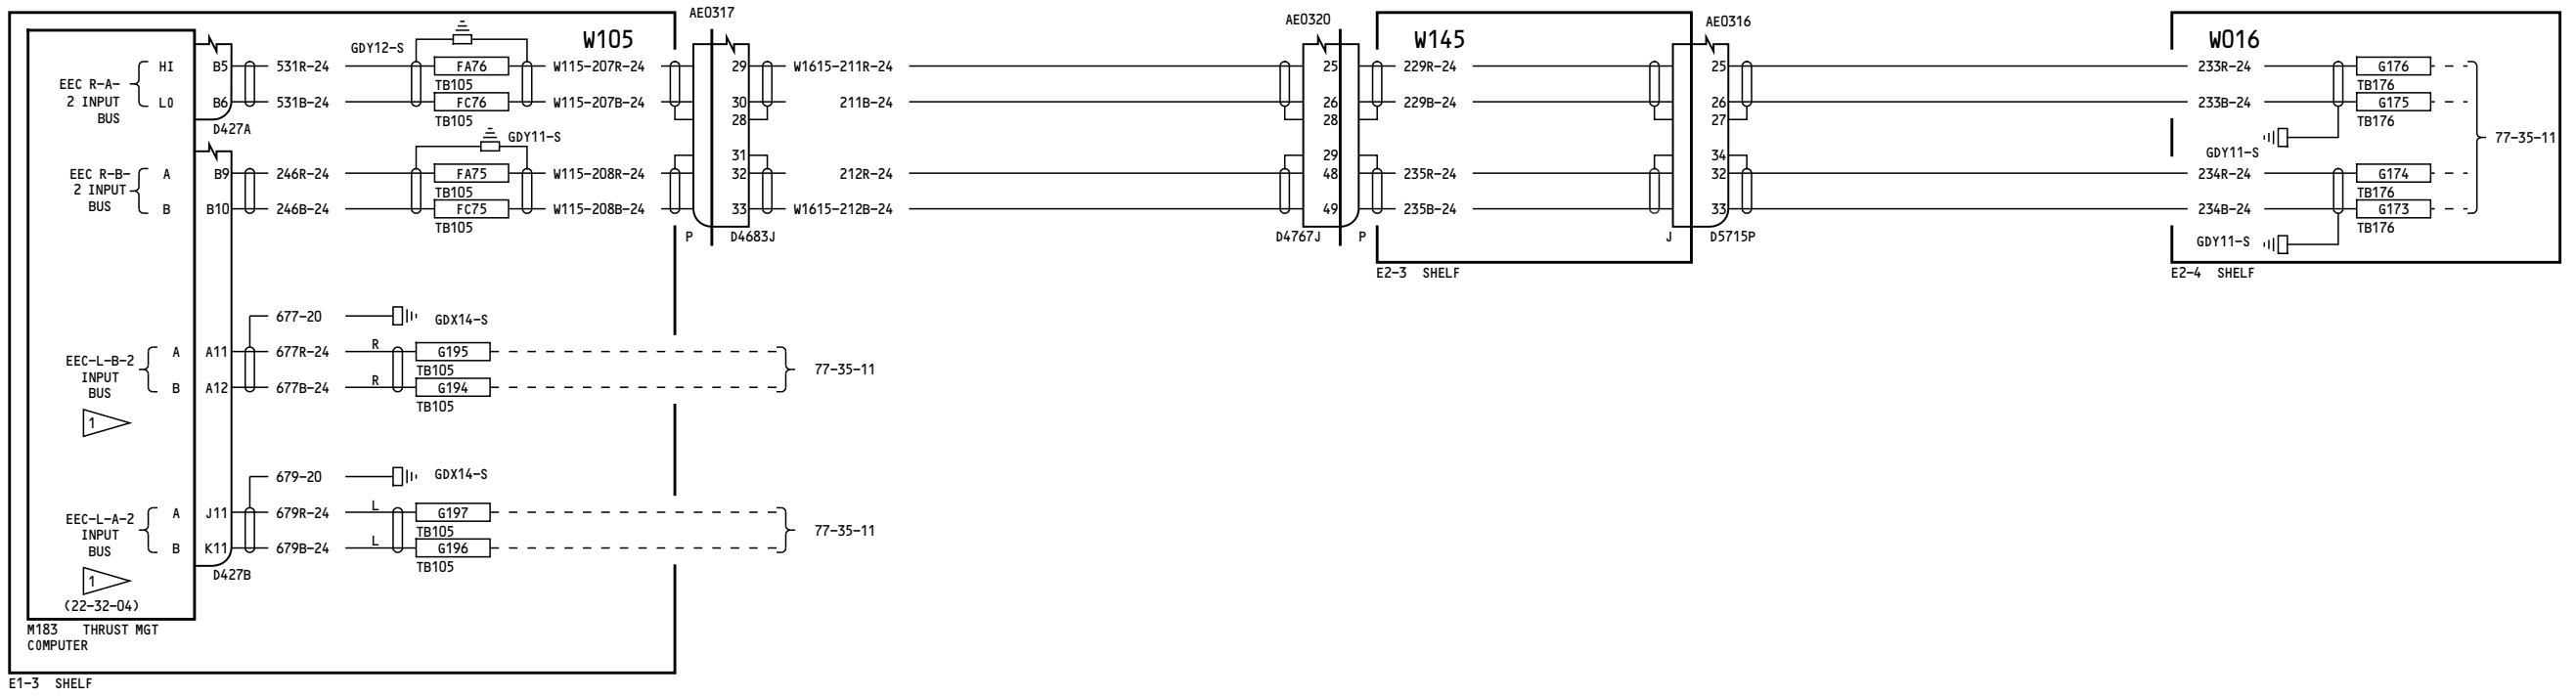 AE0317
AE0320
AE0316
W105
W145
W016
GDY12-S
EEC R-A-
2 INPUT
BUS
HI
B5
531R-24
FA76
TB105
W115-207R-24
29
W1615-211R-24
25
229R-24
25
233R-24
G176
TB176
LO
B6
531B-24
FC76
TB105
W115-207B-24
30
211B-24
26
229B-24
26
233B-24
G175
TB176
28
28
27
D427A
GDY11-S
GDY11-S
77-35-11
31
29
34
EEC R-B-
2 INPUT
BUS
A
B9
246R-24
FA75
TB105
W115-208R-24
32
212R-24
48
235R-24
32
234R-24
G174
TB176
B
B10
246B-24
FC75
TB105
W115-208B-24
33
W1615-212B-24
49
235B-24
33
234B-24
G173
TB176
P
D4683J
D4767J
P
J
D5715P
GDY11-S
E2-3 SHELF
E2-4 SHELF
677-20
GDX14-S
EEC-L-B-2
INPUT
BUS
A
A11
677R-24
R
G195
TB105
B
A12
677B-24
R
G194
TB105
77-35-11
1
679-20
GDX14-S
EEC-L-A-2
INPUT
BUS
A
J11
679R-24
L
G197
TB105
B
K11
679B-24
L
G196
TB105
77-35-11
D427B
1
(22-32-04)
M183 THRUST MGT
COMPUTER
E1-3 SHELF